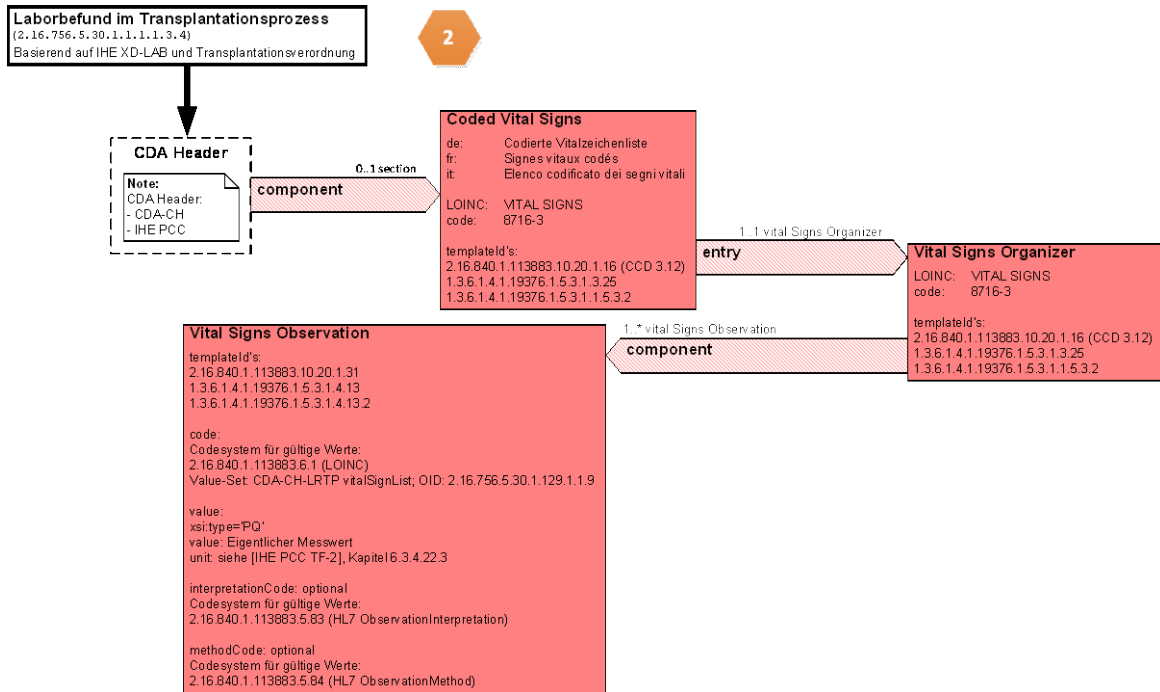 Laborbefund im Transplantationsprozess
(2.16.756.5.30.1.1.1.1.3.4)
Basierend auf IHE XD-LAB und Transplantationsverordnung
2
CDA Header
Note:
CDA Header:
- CDA-CH
- IHE PCC
0..1 section
component
Coded Vital Signs
de: Codierte Vitalzeichenliste
fr: Signes vitaux codés
it: Elenco codificato dei segni vitali
LOINC: VITAL SIGNS
code: 8716-3
templateId's:
2.16.840.1.113883.10.20.1.16 (CCD 3.12)
1.3.6.1.4.1.19376.1.5.3.1.3.25
1.3.6.1.4.1.19376.1.5.3.1.1.5.3.2
1..1 vital Signs Organizer
entry
Vital Signs Organizer
LOINC: VITAL SIGNS
code: 8716-3
templateId's:
2.16.840.1.113883.10.20.1.16 (CCD 3.12)
1.3.6.1.4.1.19376.1.5.3.1.3.25
1.3.6.1.4.1.19376.1.5.3.1.1.5.3.2
1..* vital Signs Observation
component
Vital Signs Observation
templateId's:
2.16.840.1.113883.10.20.1.31
1.3.6.1.4.1.19376.1.5.3.1.4.13
1.3.6.1.4.1.19376.1.5.3.1.4.13.2
code:
Codesystem für gültige Werte:
2.16.840.1.113883.6.1 (LOINC)
Value-Set: CDA-CH-LRTP vitalSignList; OID: 2.16.756.5.30.1.129.1.1.9
value:
xsi:type='PQ'
value: Eigentlicher Messwert
unit: siehe [IHE PCC TF-2], Kapitel 6.3.4.22.3
interpretationCode: optional
Codesystem für gültige Werte:
2.16.840.1.113883.5.83 (HL7 ObservationInterpretation)
methodCode: optional
Codesystem für gültige Werte:
2.16.840.1.113883.5.84 (HL7 ObservationMethod)